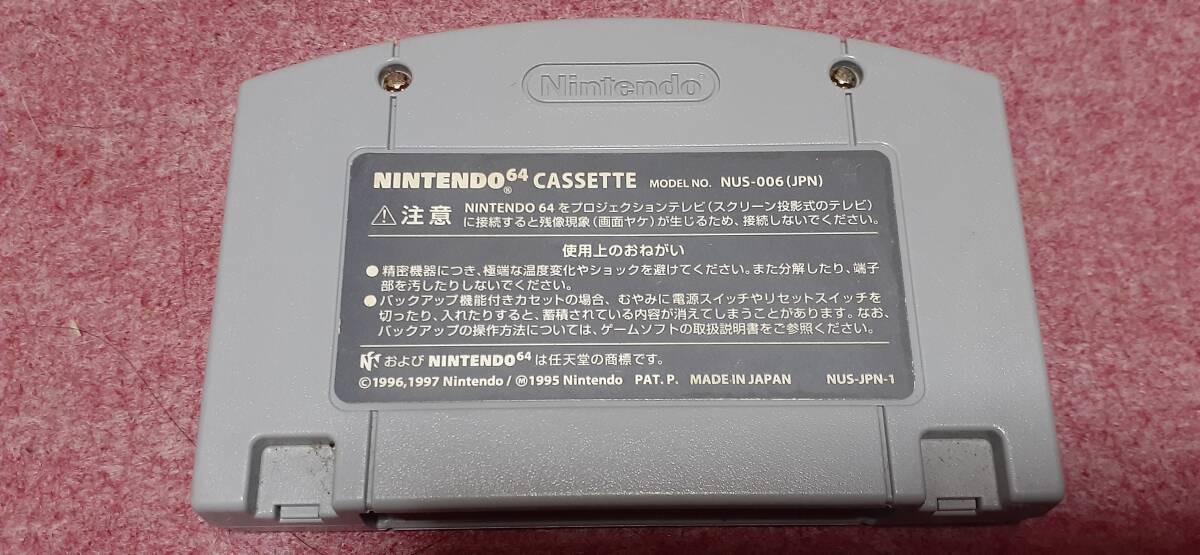 Nintendo®
NINTENDO64® CASSETTE MODEL NO. NUS-006(JPN)
⚠注意 NINTENDO 64をプロジェクションテレビ(スクリーン投影式のテレビ)
に接続すると残像現象(画面ヤケ)が生じるため、接続しないでください。
使用上のおねがい
●精密機器につき、極端な温度変化やショックを避けてください。また分解したり、端子
部を汚したりしないでください。
●バックアップ機能付きカセットの場合、むやみに電源スイッチやリセットスイッチを
切ったり、入れたりすると、蓄積されている内容が消えてしまうことがあります。なお、
バックアップの操作方法については、ゲームソフトの取扱説明書をご参照ください。
および NINTENDO64 は任天堂の商標です。
©1996,1997 Nintendo/Ⓜ1995 Nintendo PAT. P. MADE IN JAPAN NUS-JPN-1